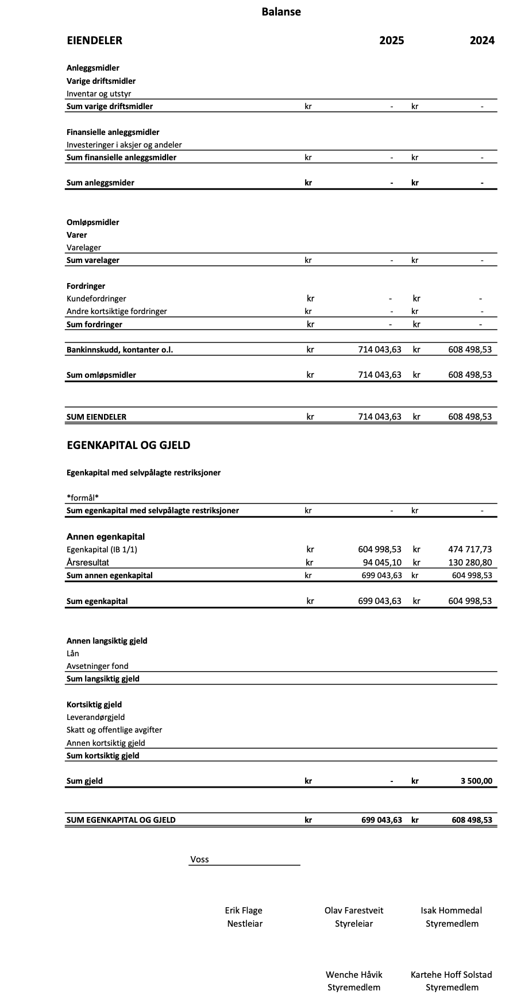 Balanse
EIENDELER 2025 2024
Anleggsmidler
Varige driftsmidler
Inventar og utstyr
Sum varige driftsmidler kr - kr -
Finansielle anleggsmidler
Investeringer i aksjer og andeler
Sum finansielle anleggsmidler kr - kr -
Sum anleggsmider kr - kr -
Omløpsmidler
Varer
Varelager
Sum varelager kr - kr -
Fordringer
Kundefordringer kr - kr -
Andre kortsiktige fordringer kr - kr -
Sum fordringer kr - kr -
Bankinnskudd, kontanter o.l. kr 714 043,63 kr 608 498,53
Sum omløpsmidler kr 714 043,63 kr 608 498,53
SUM EIENDELER kr 714 043,63 kr 608 498,53
EGENKAPITAL OG GJELD
Egenkapital med selvpålagte restriksjoner
*formål*
Sum egenkapital med selvpålagte restriksjoner kr - kr -
Annen egenkapital
Egenkapital (IB 1/1) kr 604 998,53 kr 474 717,73
Årsresultat kr 94 045,10 kr 130 280,80
Sum annen egenkapital kr 699 043,63 kr 604 998,53
Sum egenkapital kr 699 043,63 kr 604 998,53
Annen langsiktig gjeld
Lån
Avsetninger fond
Sum langsiktig gjeld
Kortsiktig gjeld
Leverandørgjeld
Skatt og offentlige avgifter
Annen kortsiktig gjeld
Sum kortsiktig gjeld
Sum gjeld kr - kr 3 500,00
SUM EGENKAPITAL OG GJELD kr 699 043,63 kr 608 498,53
Voss
Erik Flage Olav Farestveit Isak Hommedal
Nestleiar Styreleiar Styremedlem
Wenche Håvik Kartehe Hoff Solstad
Styremedlem Styremedlem